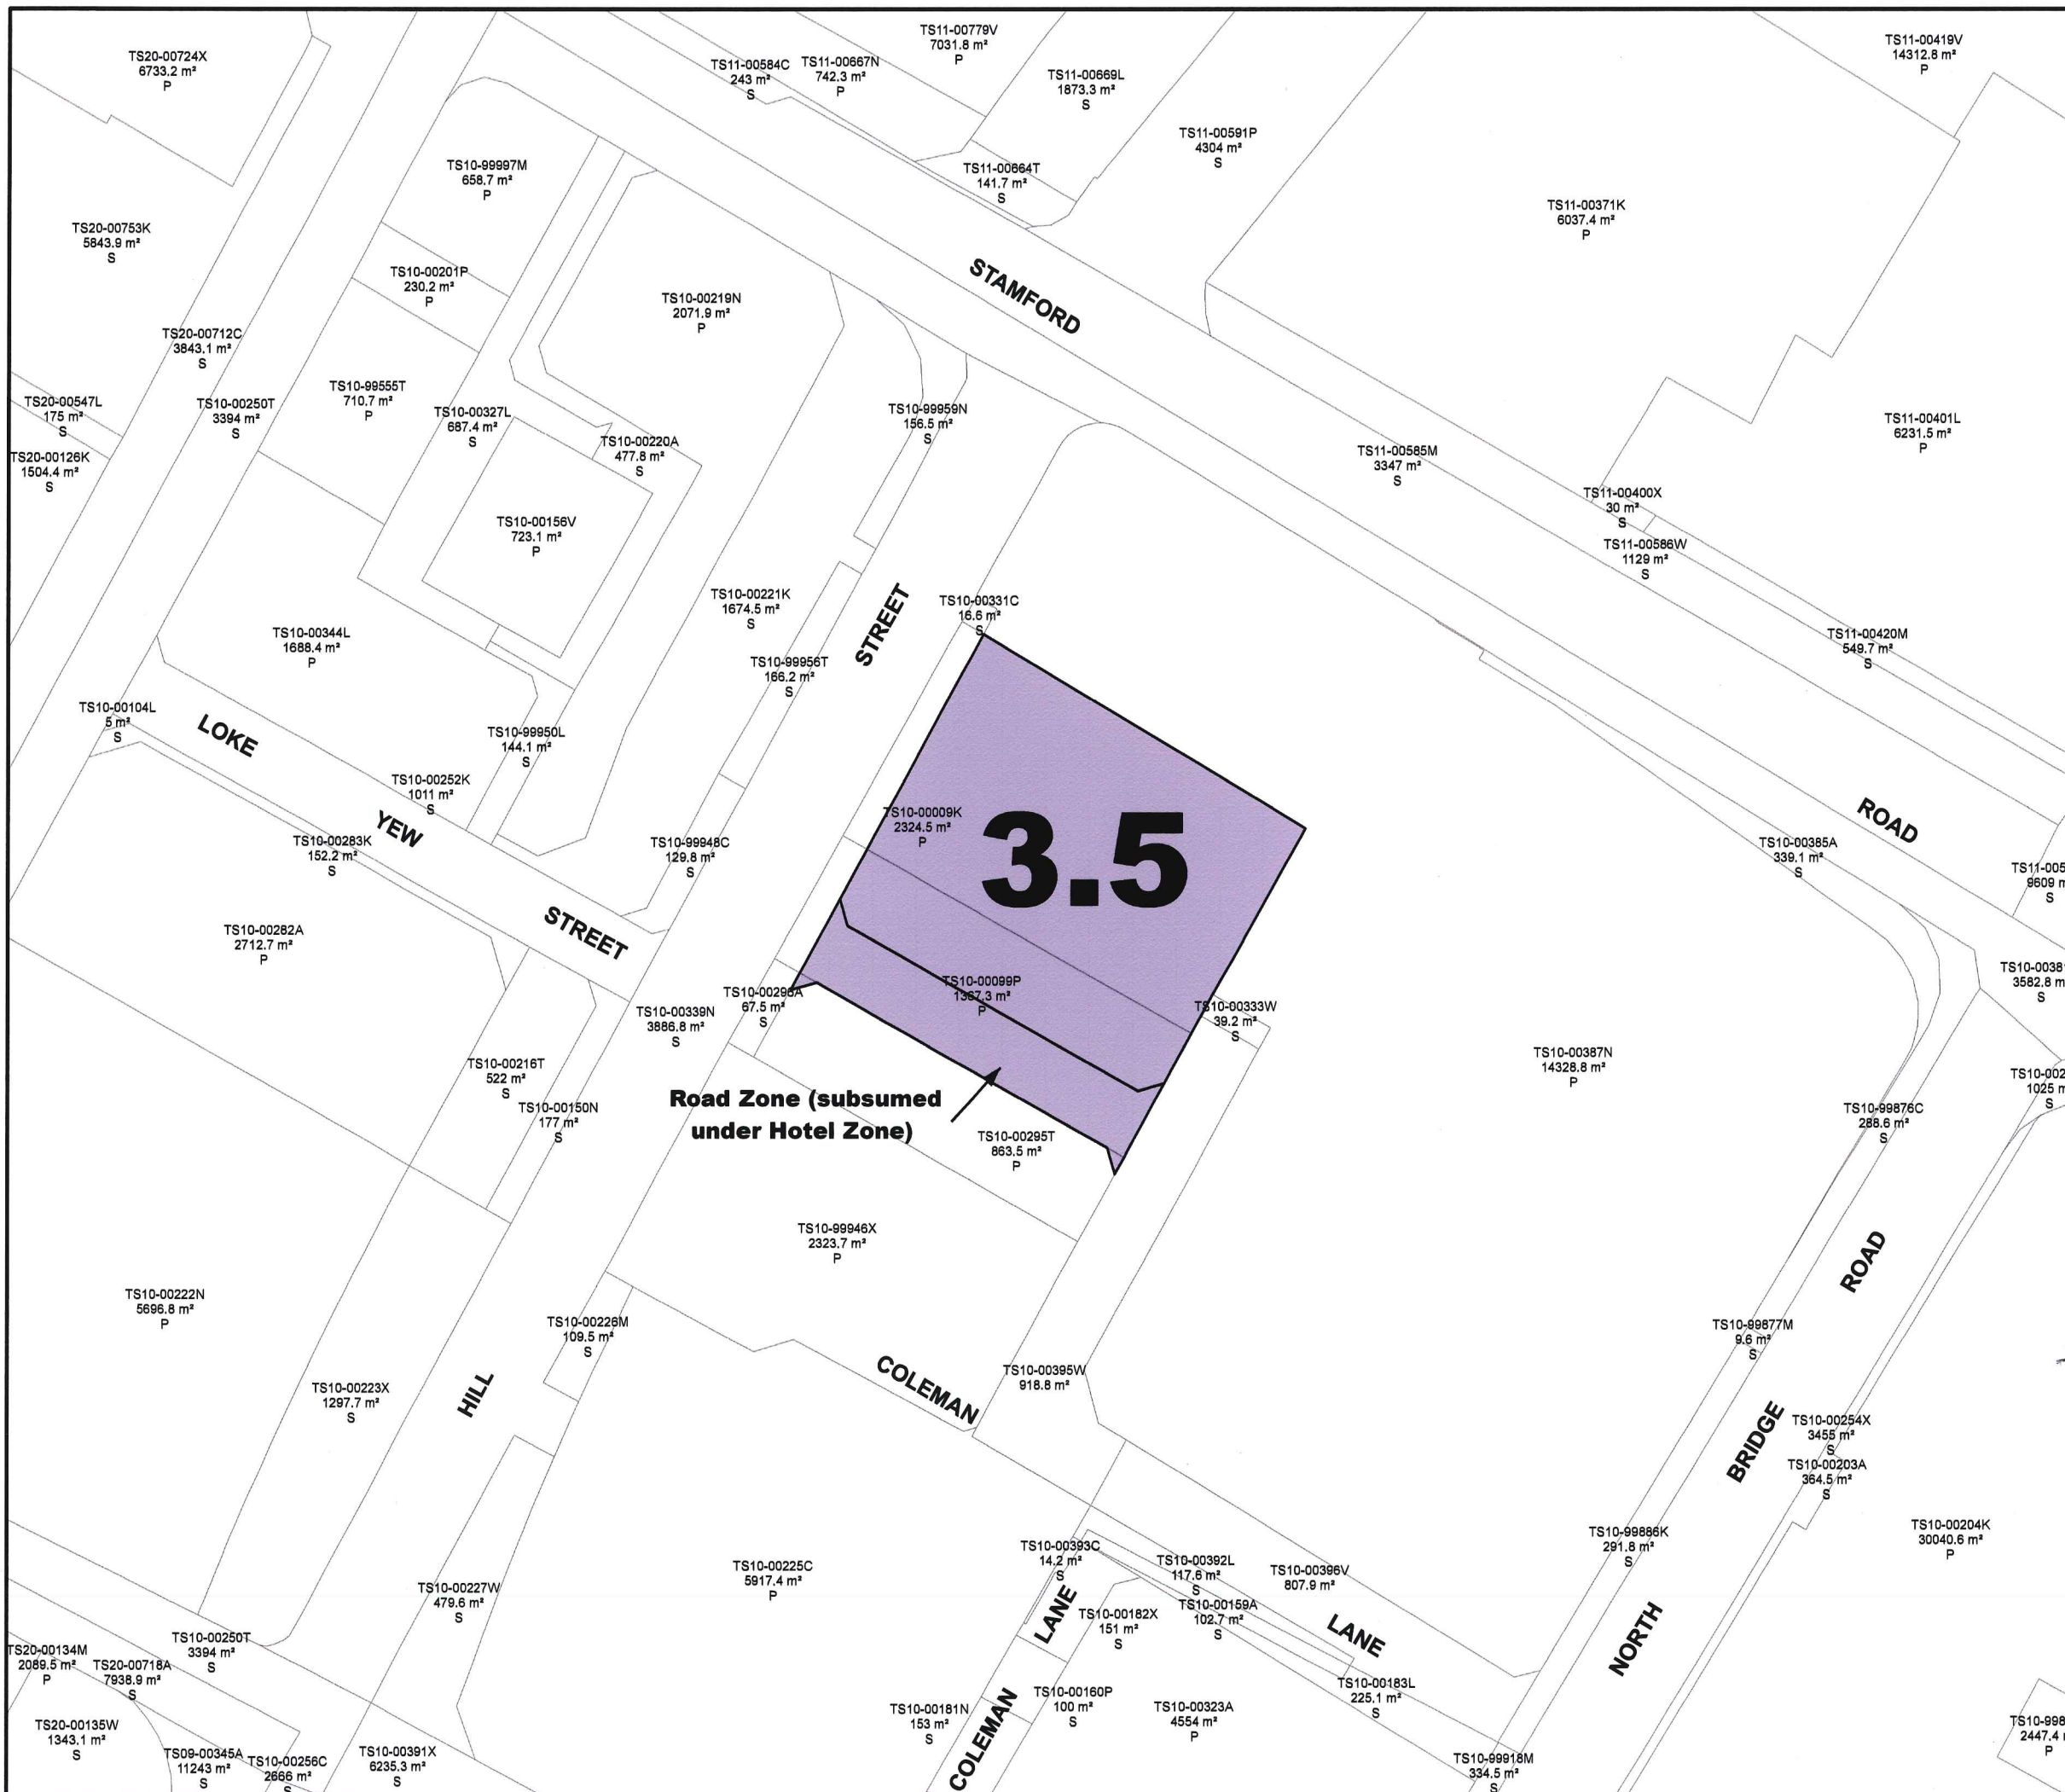 TS20-00724X
6733.2 m²
P
TS11-00584C
243 m²
S
TS11-00667N
742.3 m²
P
TS11-00779V
7031.8 m²
P
TS11-00669L
1873.3 m²
S
TS11-00419V
14312.8 m²
P
TS11-00591P
4304 m²
S
TS10-99997M
658.7 m²
P
TS11-00664T
141.7 m²
S
TS11-00371K
6037.4 m²
P
TS20-00753K
5843.9 m²
S
TS10-00201P
230.2 m²
P
TS10-00219N
2071.9 m²
P
STAMFORD
TS20-00712C
3843.1 m²
S
TS20-00547L
175 m²
S
TS10-00250T
3394 m²
S
TS10-99555T
710.7 m²
P
TS10-00327L
687.4 m²
S
TS10-00220A
477.8 m²
S
TS10-99959N
156.5 m²
S
TS11-00585M
3347 m²
S
TS11-00401L
6231.5 m²
P
TS20-00126K
1504.4 m²
S
TS11-00400X
30 m²
S
TS10-00156V
723.1 m²
P
TS11-00586W
1129 m²
S
TS10-00221K
1674.5 m²
S
STREET
TS10-00331C
16.6 m²
S
TS10-00344L
1688.4 m²
P
TS11-00420M
549.7 m²
S
TS10-99956T
166.2 m²
S
TS10-00104L
5 m²
S
LOKE
TS10-99950L
144.1 m²
S
TS10-00252K
1011 m²
S
YEW
TS10-00283K
152.2 m²
S
TS10-99948C
129.8 m²
S
TS10-00009K
2324.5 m²
P
3.5
ROAD
TS10-00385A
339.1 m²
S
TS11-005
9609 m
S
TS10-00282A
2712.7 m²
P
STREET
TS10-00099P
1367.3 m²
P
TS10-0038
3582.8 m
S
TS10-00339N
3886.8 m²
S
67.5 m²
S
TS10-00333W
39.2 m²
S
TS10-00387N
14328.8 m²
P
TS10-00216T
522 m²
S
TS10-002
1025 m
S
Road Zone (subsumed
under Hotel Zone)
TS10-00150N
177 m²
S
TS10-00295T
863.5 m²
P
TS10-99876C
288.6 m²
S
TS10-99946X
2323.7 m²
P
ROAD
TS10-00222N
5696.8 m²
P
TS10-00226M
109.5 m²
S
TS10-99877M
9.6 m²
S
TS10-00223X
1297.7 m²
S
HILL
COLEMAN
TS10-00395W
918.8 m²
BRIDGE
TS10-00254X
3455 m²
S
TS10-00203A
364.5 m²
S
TS10-99886K
291.8 m²
S
TS10-00204K
30040.6 m²
P
TS10-00225C
5917.4 m²
P
TS10-00393C
14.2 m²
S
TS10-00392L
117.6 m²
S
TS10-00396V
807.9 m²
TS10-00227W
479.6 m²
S
LANE
TS10-00182X
151 m²
S
TS10-00159A
102.7 m²
S
LANE
NORTH
TS20-00134M
2089.5 m²
P
TS20-00718A
7938.9 m²
S
TS10-00250T
3394 m²
S
TS10-00181N
153 m²
S
COLEMAN
TS10-00160P
100 m²
S
TS10-00323A
4554 m²
P
TS10-00183L
225.1 m²
S
TS20-00135W
1343.1 m²
S
TS09-00345A
11243 m²
S
TS10-00256C
2666 m²
S
TS10-00391X
6235.3 m²
S
TS10-99918M
334.5 m²
S
TS10-998
2447.4
P